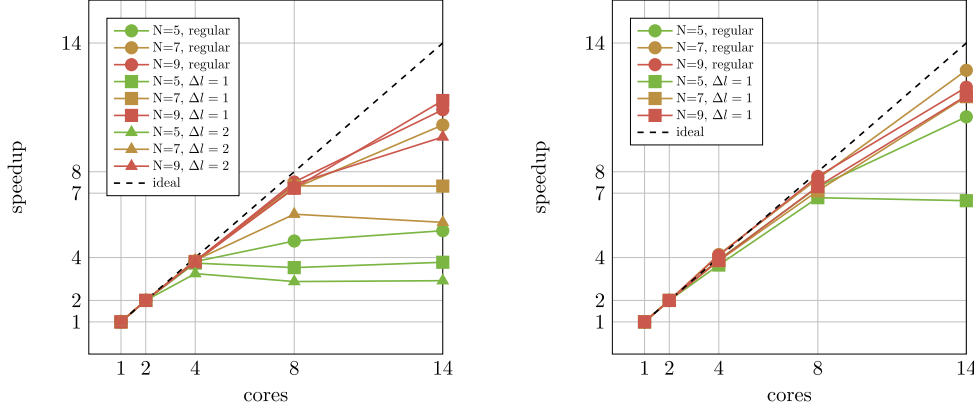 N=5, regular
N=7, regular
N=9, regular
N=5, Δl = 1
N=7, Δl = 1
N=9, Δl = 1
N=5, Δl = 2
N=7, Δl = 2
N=9, Δl = 2
ideal
14
8
7
4
2
1
speedup
1 2 4 8 14
cores
N=5, regular
N=7, regular
N=9, regular
N=5, Δl = 1
N=7, Δl = 1
N=9, Δl = 1
ideal
14
8
7
4
2
1
speedup
1 2 4 8 14
cores